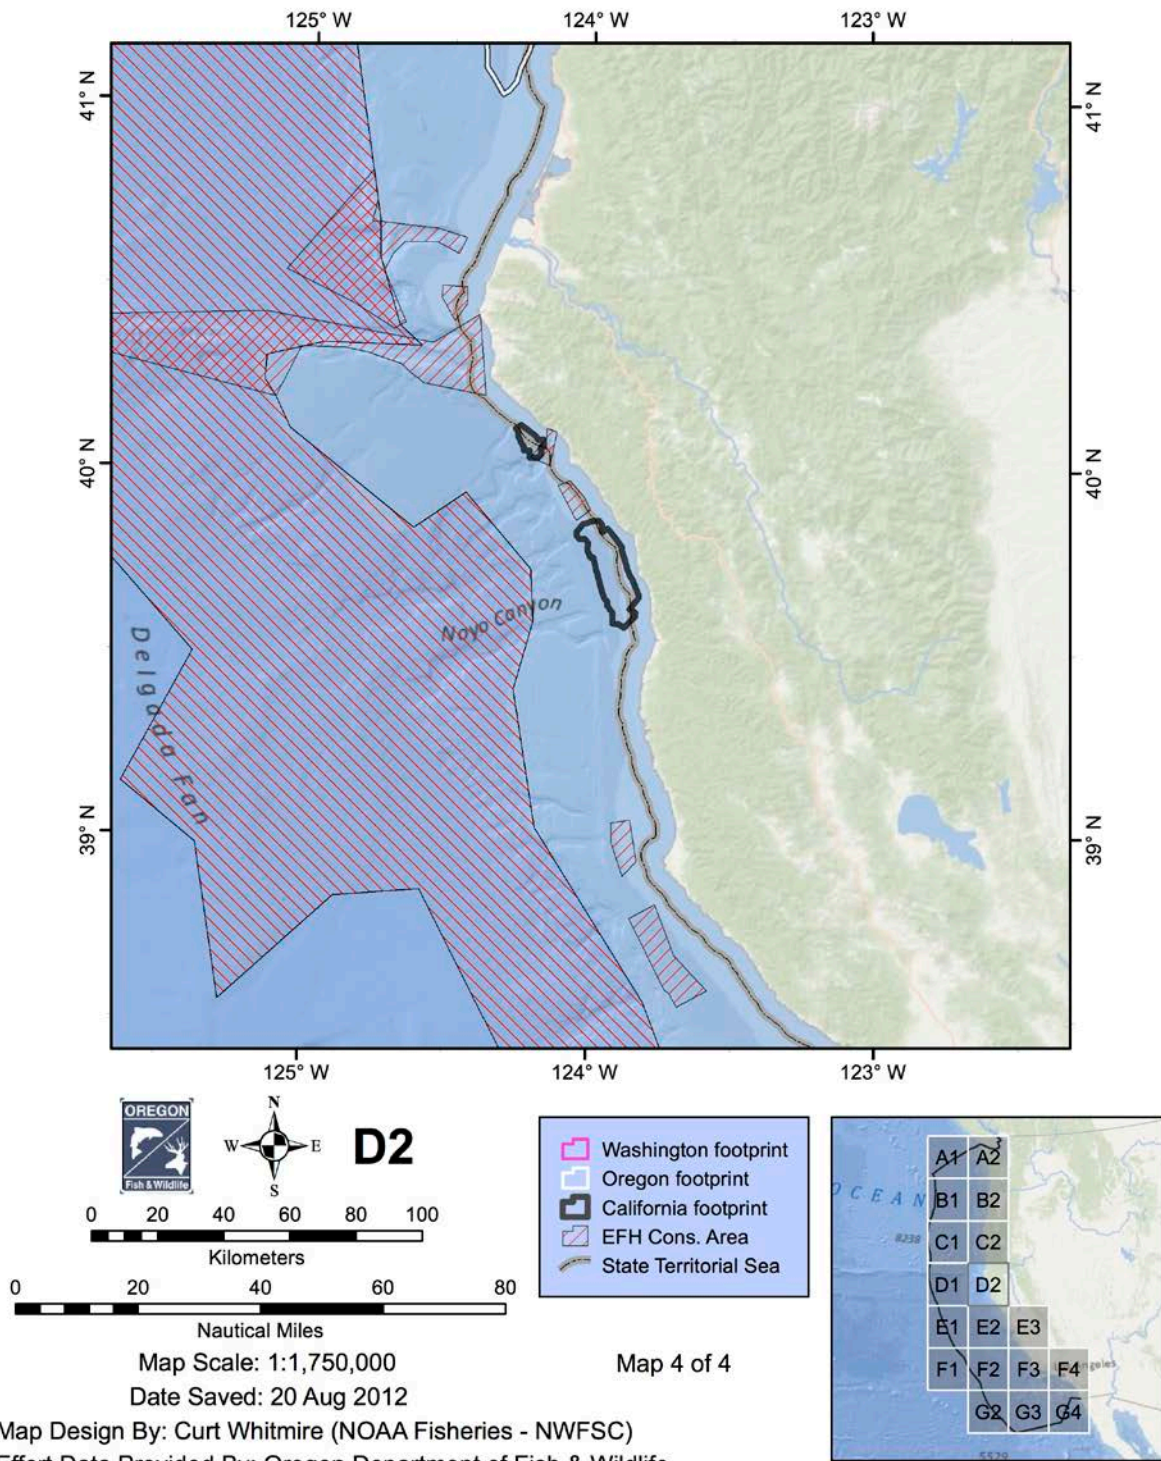 125° W 124° W 123° W
41° N 41° N
40° N 40° N
Noyo Canyon
Delgada Fan
39° N 39° N
125° W 124° W 123° W
OREGON
Fish & Wildlife
N
W E
S
D2
0 20 40 60 80 100
Kilometers
0 20 40 60 80
Nautical Miles
Map Scale: 1:1,750,000
Date Saved: 20 Aug 2012
Map Design By: Curt Whitmire (NOAA Fisheries - NWFSC)
Effort Data Provided By: Oregon Department of Fish & Wildlife
Washington footprint
Oregon footprint
California footprint
EFH Cons. Area
State Territorial Sea
Map 4 of 4
A1 A2
OCEAN B1 B2
8238 C1 C2
D1 D2
E1 E2 E3
F1 F2 F3 F4 ngeles
G2 G3 G4
5529